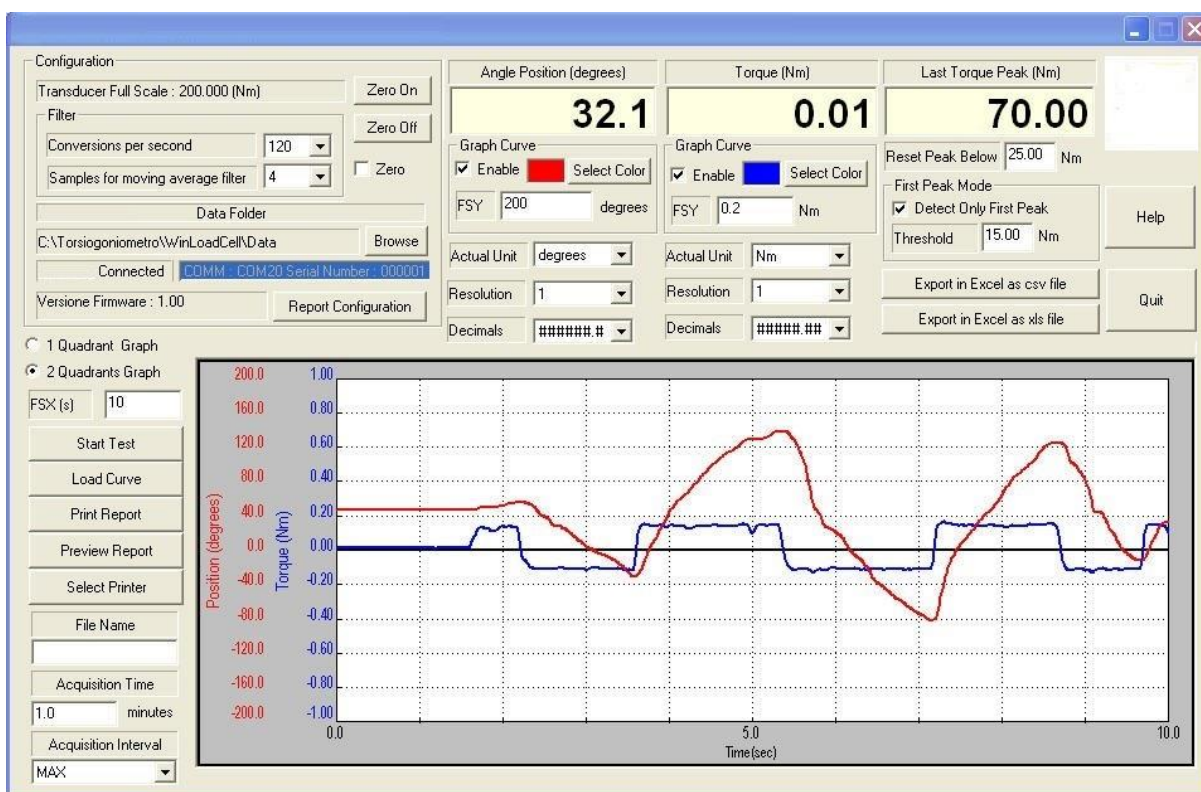 Configuration
Transducer Full Scale : 200.000 (Nm)
Zero On
Filter
Zero Off
Conversions per second 120
Samples for moving average filter 4
Zero
Data Folder
C:\Torsiogoniometro\WinLoadCell\Data
Browse
Connected COMM : COM20 Serial Number : 000001
Versione Firmware : 1.00
Report Configuration
Angle Position (degrees)
32.1
Graph Curve
Enable Select Color
FSY 200 degrees
Actual Unit degrees
Resolution 1
Decimals ######.#
Torque (Nm)
0.01
Graph Curve
Enable Select Color
FSY 0.2 Nm
Actual Unit Nm
Resolution 1
Decimals #####.##
Last Torque Peak (Nm)
70.00
Reset Peak Below 25.00 Nm
First Peak Mode
Detect Only First Peak
Threshold 15.00 Nm
Export in Excel as csv file
Export in Excel as xls file
Help
Quit
1 Quadrant Graph
2 Quadrants Graph
FSX (s) 10
Start Test
Load Curve
Print Report
Preview Report
Select Printer
File Name
Acquisition Time
1.0 minutes
Acquisition Interval
MAX
Position (degrees)
Torque (Nm)
200.0 1.00
160.0 0.80
120.0 0.60
80.0 0.40
40.0 0.20
0.0 0.00
-40.0 -0.20
-80.0 -0.40
-120.0 -0.60
-160.0 -0.80
-200.0 -1.00
0.0 5.0 10.0
Time(sec)